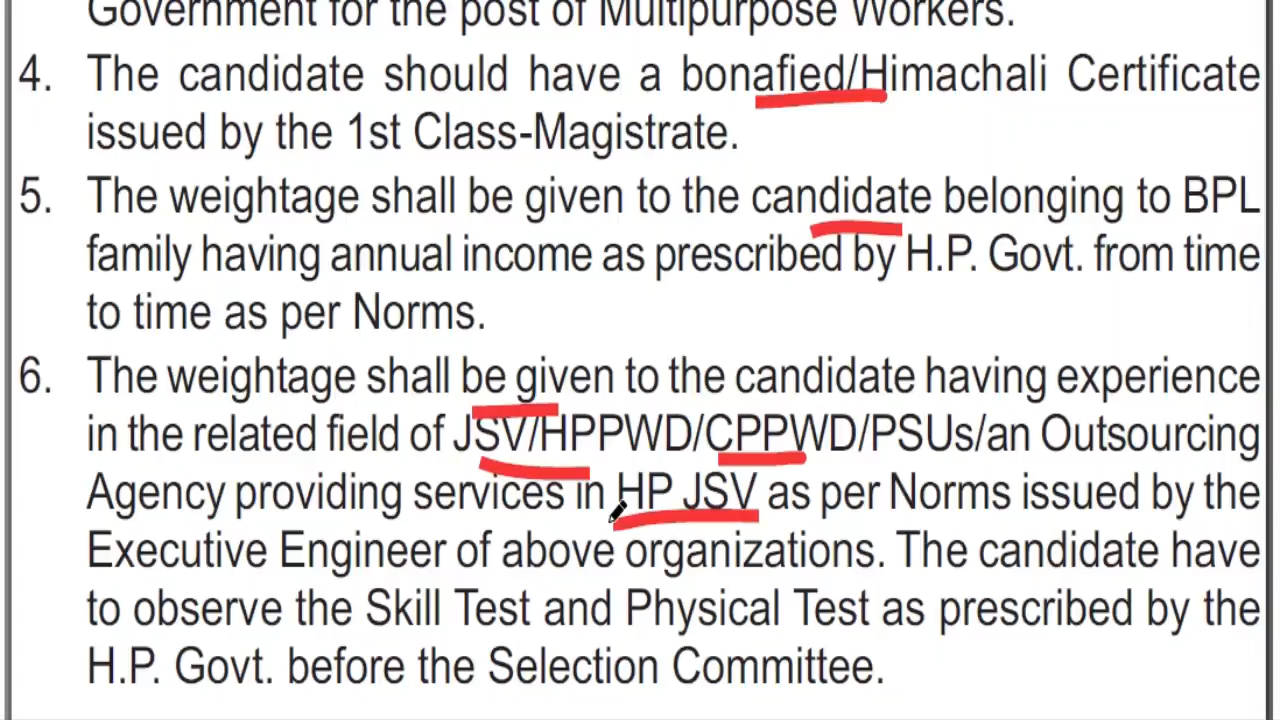 Government for the post of Multipurpose Workers.
4. The candidate should have a bonafied/Himachali Certificate
issued by the 1st Class-Magistrate.
5. The weightage shall be given to the candidate belonging to BPL
family having annual income as prescribed by H.P. Govt. from time
to time as per Norms.
6. The weightage shall be given to the candidate having experience
in the related field of JSV/HPPWD/CPPWD/PSUs/an Outsourcing
Agency providing services in HP JSV as per Norms issued by the
Executive Engineer of above organizations. The candidate have
to observe the Skill Test and Physical Test as prescribed by the
H.P. Govt. before the Selection Committee.